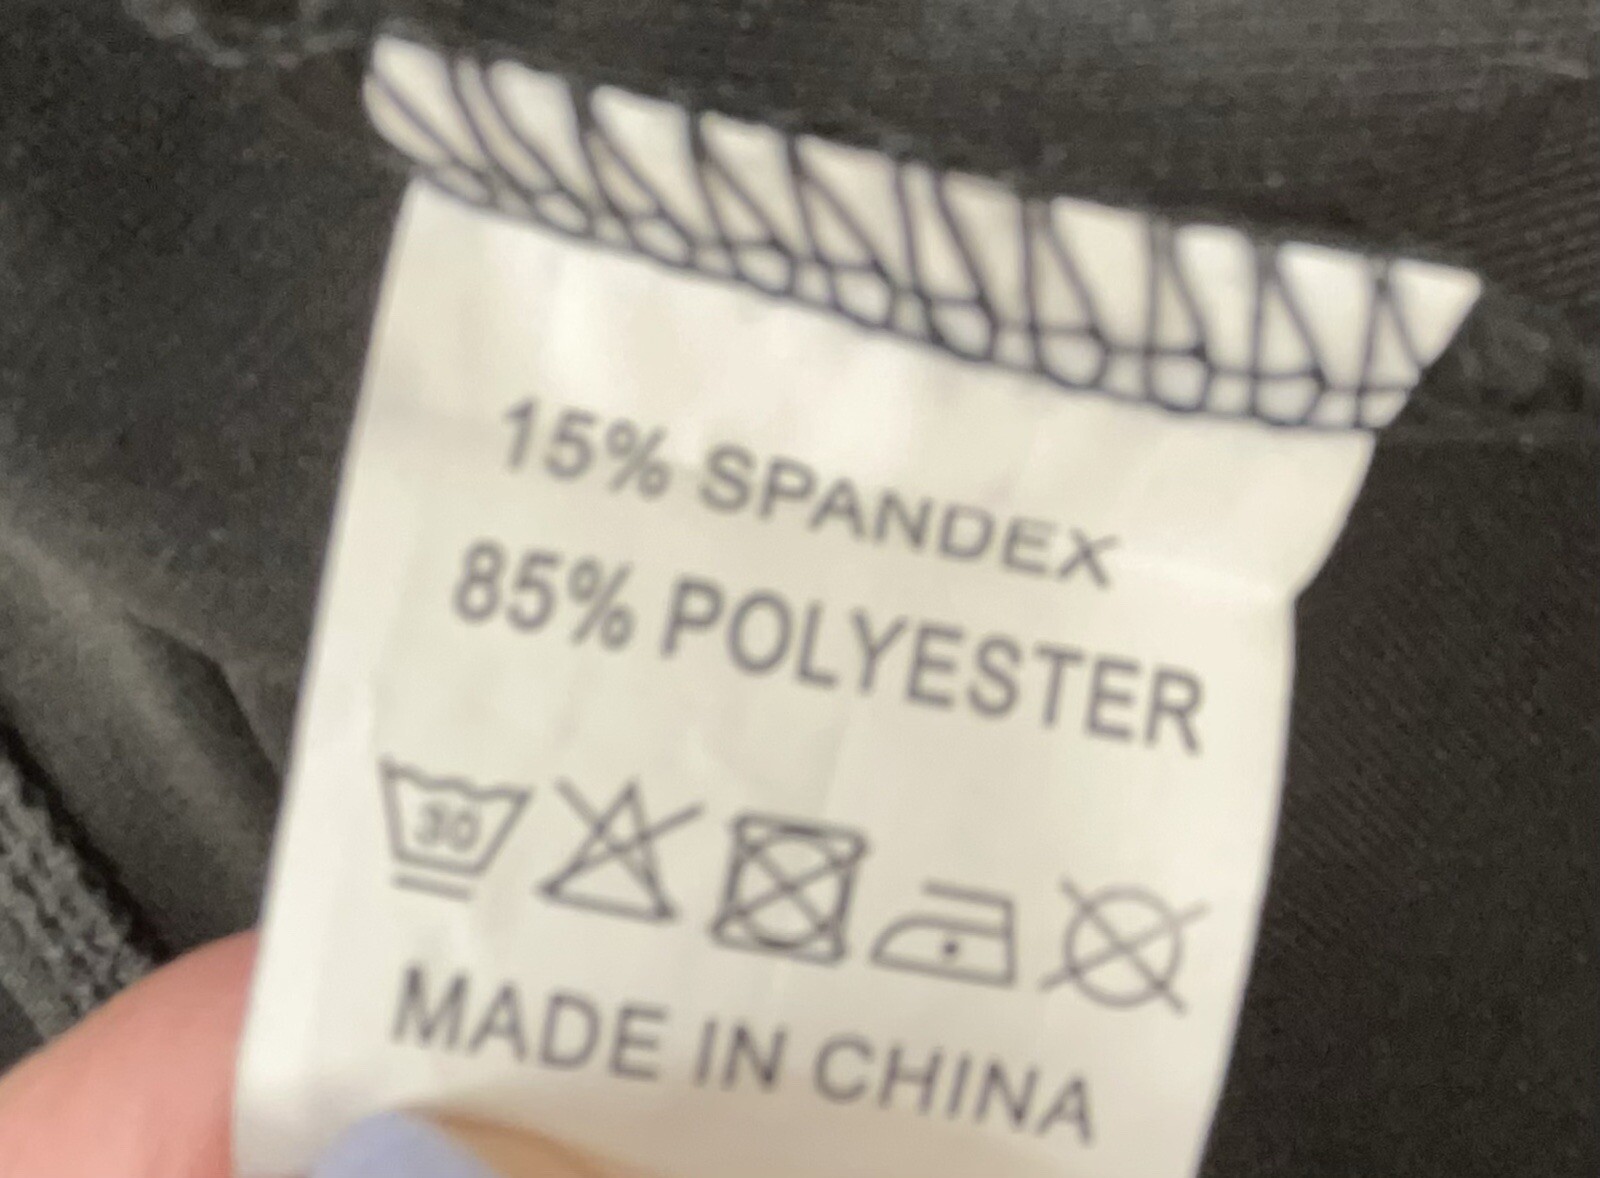 15% SPANDEX
85% POLYESTER
30
MADE IN CHINA